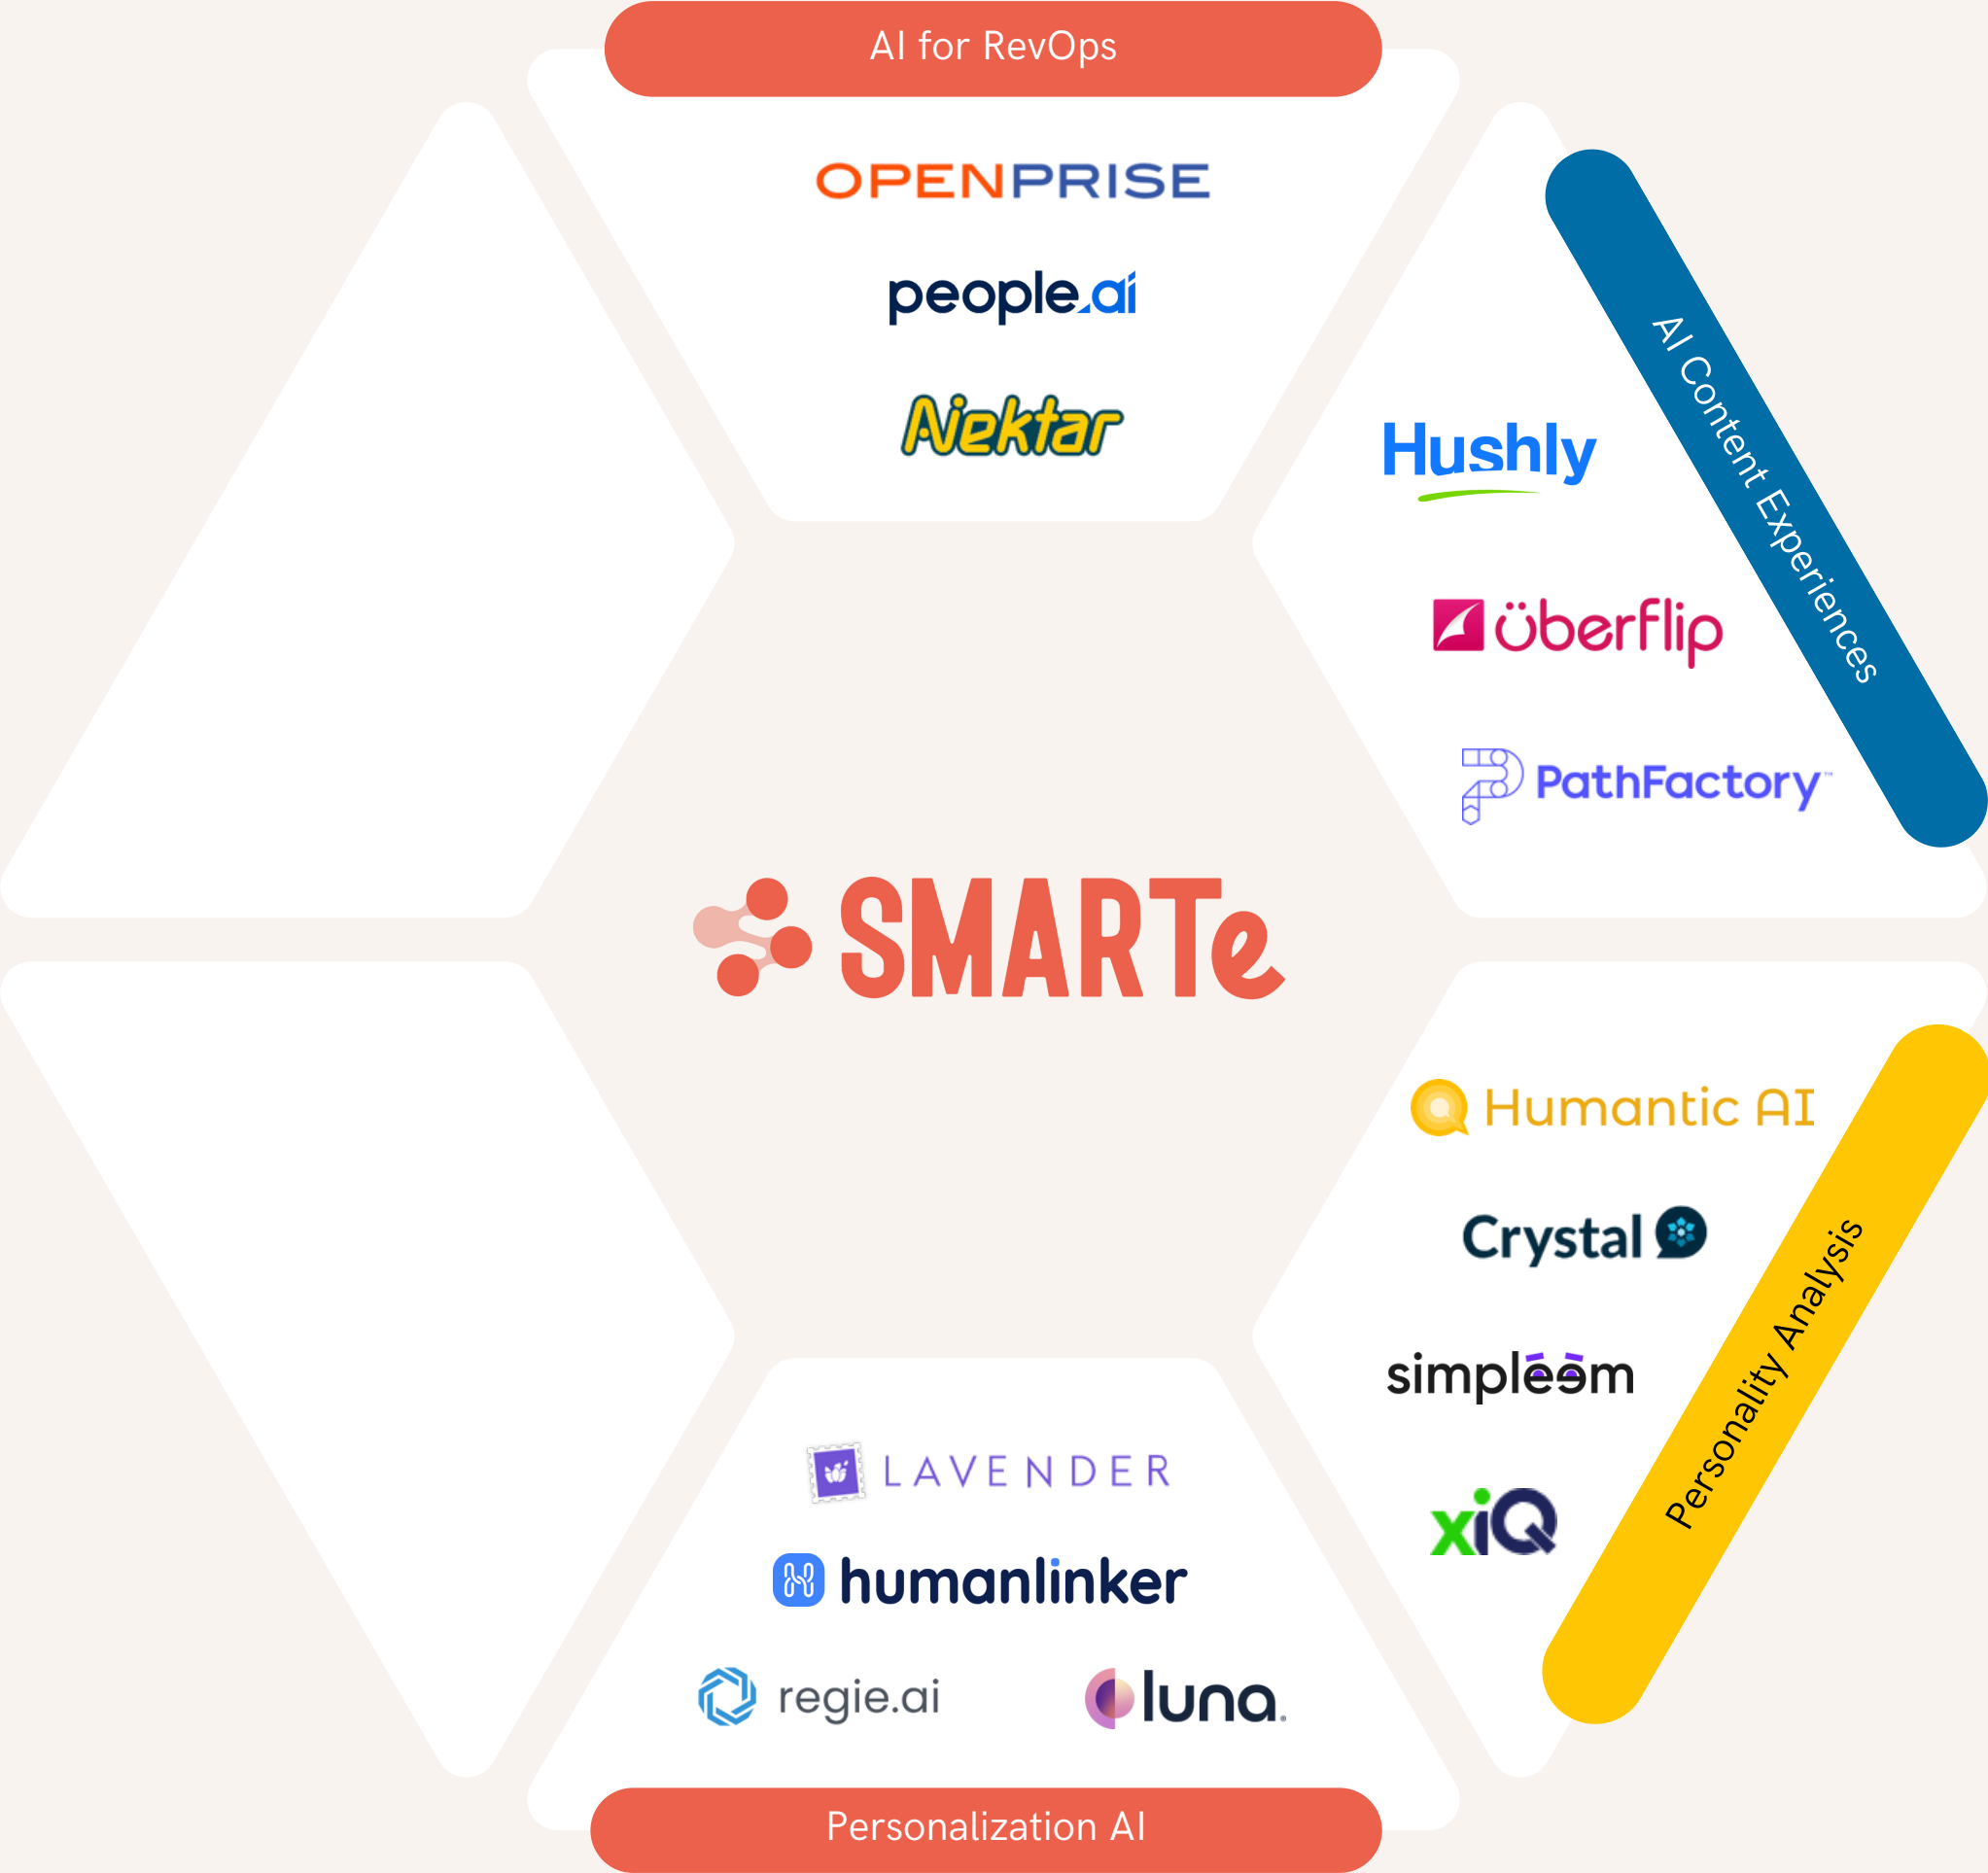 AI for RevOps
OPENPRISE
people.ai
Nektar
AI Content Experiences
Hushly
überflip
PathFactory™
SMARTe
Humantic AI
Crystal
simpleem
xiQ
Personality Analysis
LAVENDER
humanlinker
regie.ai
luna®
Personalization AI